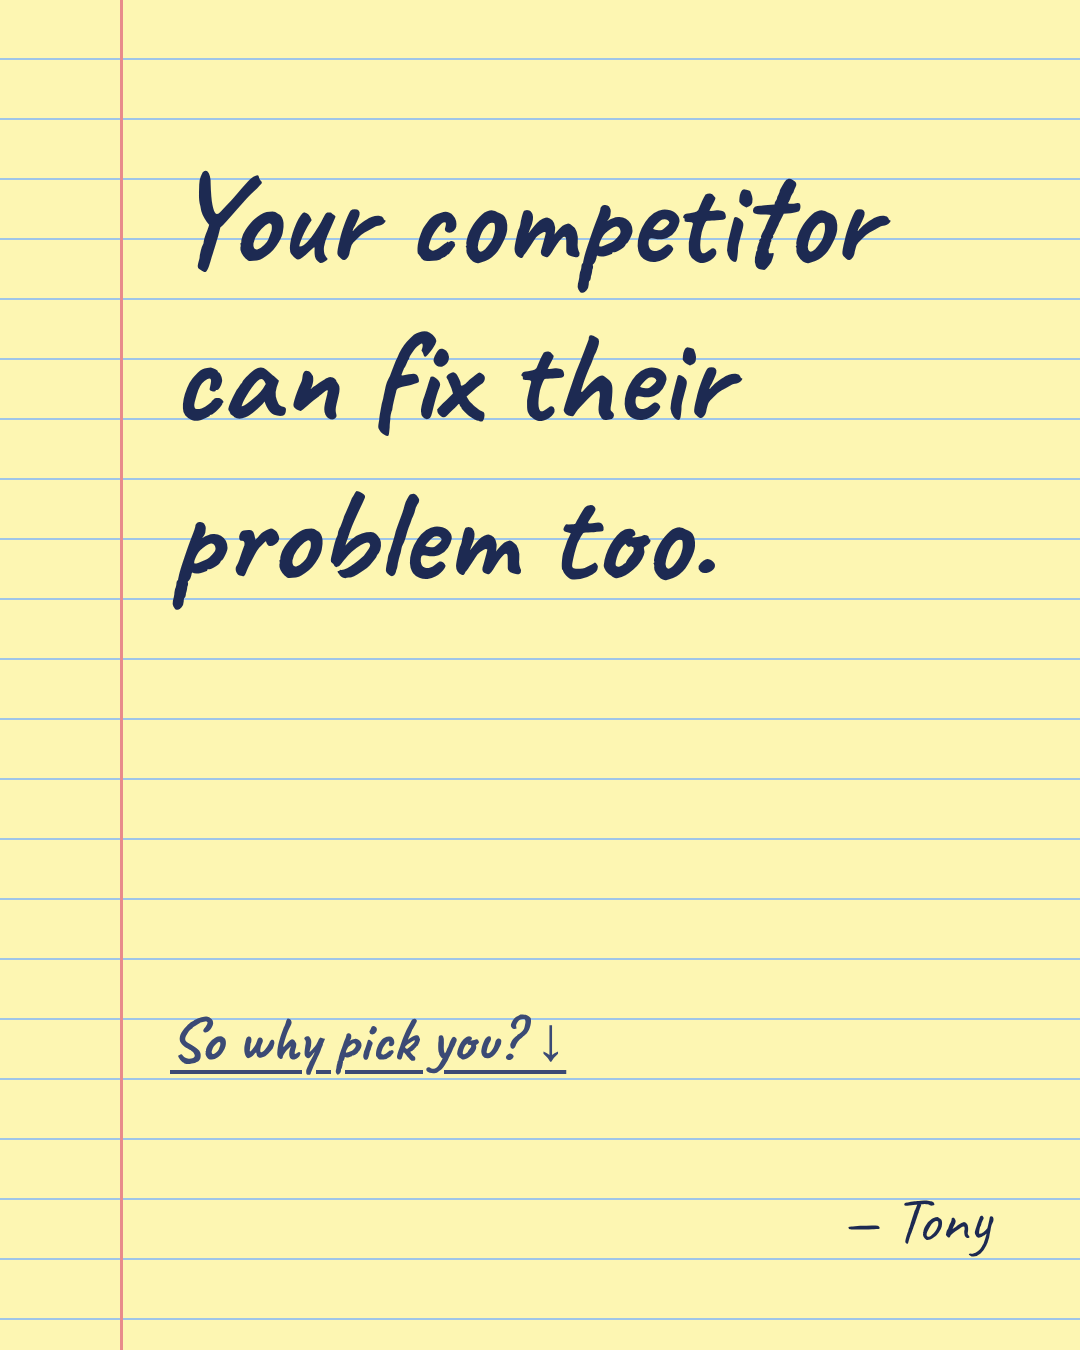 Your competitor
can fix their
problem too.
So why pick you? ↓
– Tony